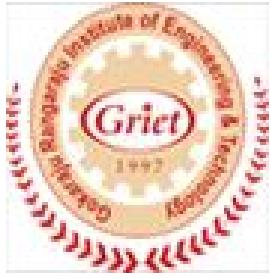 Gokaraju Rangaraju Institute of Engineering & Technology
Griet
1997